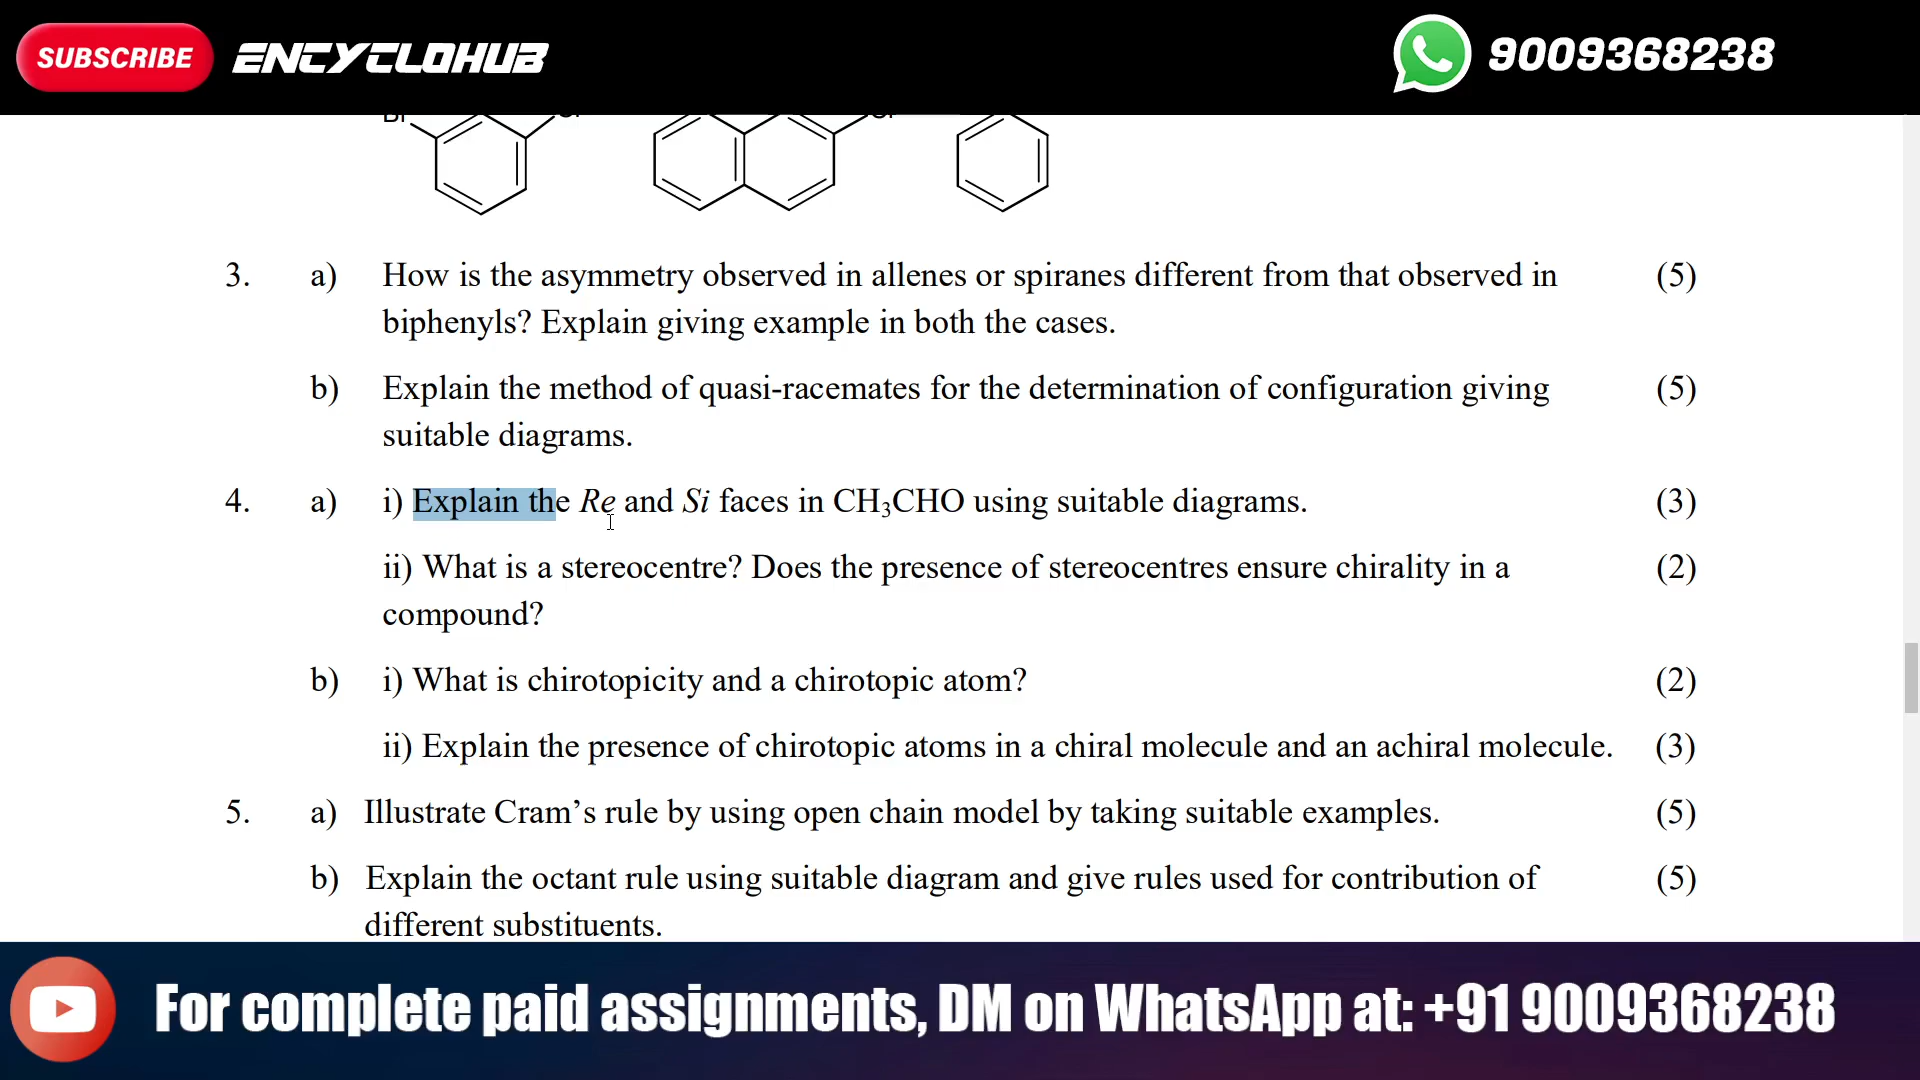 SUBSCRIBE ENCYCLOHUB 9009368238
3. a) How is the asymmetry observed in allenes or spiranes different from that observed in (5)
biphenyls? Explain giving example in both the cases.
b) Explain the method of quasi-racemates for the determination of configuration giving (5)
suitable diagrams.
4. a) i) Explain the Re and Si faces in CH₃CHO using suitable diagrams. (3)
ii) What is a stereocentre? Does the presence of stereocentres ensure chirality in a (2)
compound?
b) i) What is chirotopicity and a chirotopic atom? (2)
ii) Explain the presence of chirotopic atoms in a chiral molecule and an achiral molecule. (3)
5. a) Illustrate Cram’s rule by using open chain model by taking suitable examples. (5)
b) Explain the octant rule using suitable diagram and give rules used for contribution of (5)
different substituents.
For complete paid assignments, DM on WhatsApp at: +91 9009368238